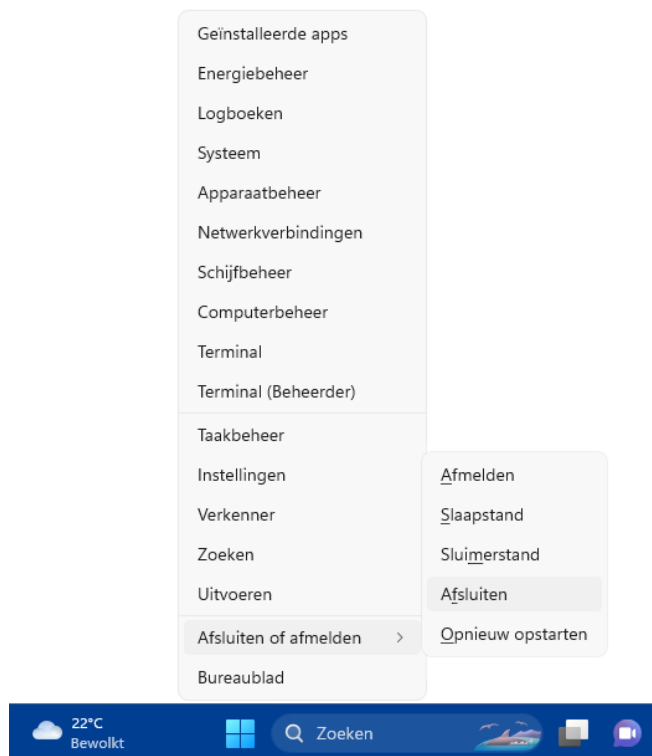 Geïnstalleerde apps
Energiebeheer
Logboeken
Systeem
Apparaatbeheer
Netwerkverbindingen
Schijfbeheer
Computerbeheer
Terminal
Terminal (Beheerder)
Taakbeheer
Instellingen
Verkenner
Zoeken
Uitvoeren
Afsluiten of afmelden
Bureaublad
Afmelden
Slaapstand
Sluimerstand
Afsluiten
Opnieuw opstarten
22°C
Bewolkt
Zoeken